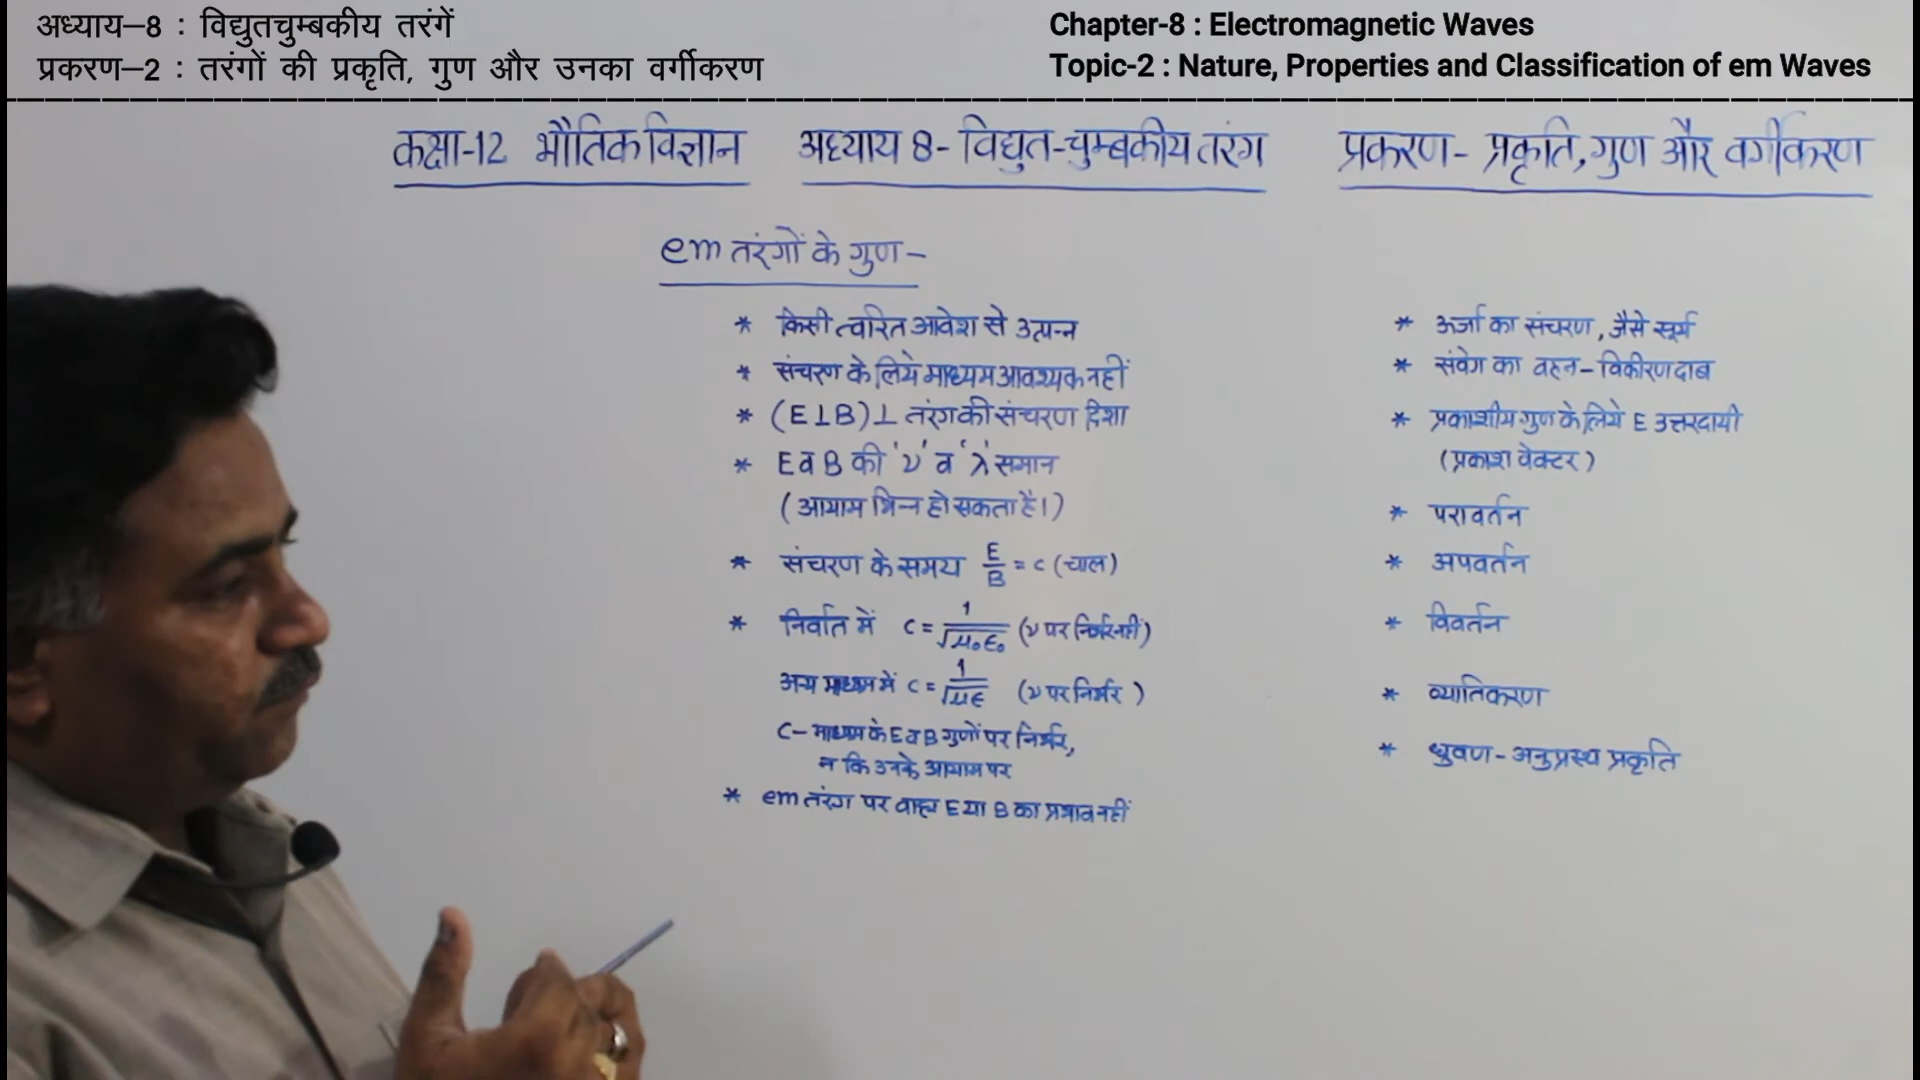 अध्याय–8 : विद्युतचुम्बकीय तरंगें
प्रकरण–2 : तरंगों की प्रकृति, गुण और उनका वर्गीकरण
Chapter-8 : Electromagnetic Waves
Topic-2 : Nature, Properties and Classification of em Waves
कक्षा-12 भौतिक विज्ञान अध्याय 8- विद्युत-चुम्बकीय तरंग प्रकरण- प्रकृति, गुण और वर्गीकरण
em तरंगों के गुण-
* किसी त्वरित आवेश से उत्पन्न
* संचरण के लिये माध्यम आवश्यक नहीं
* (E⊥B)⊥ तरंग की संचरण दिशा
* E व B की 'ν' व 'λ' समान
(आयाम भिन्न हो सकता है।)
* संचरण के समय E/B = c (चाल)
* निर्वात में c = 1/√μ₀ε₀ (ν पर निर्भर नहीं)
अन्य माध्यम में c = 1/√με (ν पर निर्भर)
C- माध्यम के E व B गुणों पर निर्भर,
न कि उनके आयाम पर
* em तरंग पर वाह्य E या B का प्रभाव नहीं
* ऊर्जा का संचरण, जैसे सूर्य
* संवेग का वहन - विकीरण दाब
* प्रकाशीय गुण के लिये E उत्तरदायी
(प्रकाश वेक्टर)
* परावर्तन
* अपवर्तन
* विवर्तन
* व्यतिकरण
* ध्रुवण - अनुप्रस्थ प्रकृति